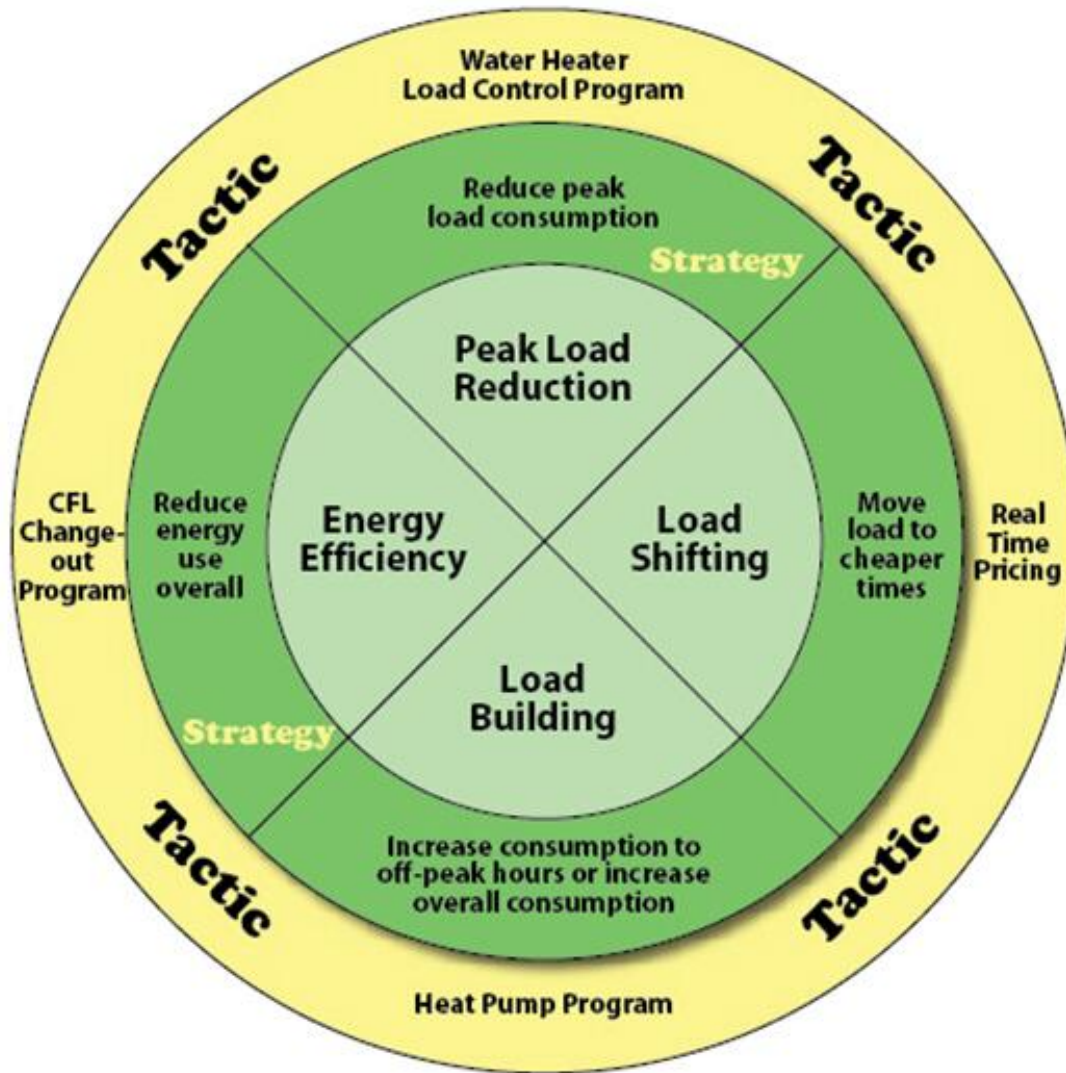 Water Heater
Load Control Program
Tactic
Tactic
Reduce peak
load consumption
Strategy
Peak Load
Reduction
CFL
Change-
out
Program
Reduce
energy
use
overall
Energy
Efficiency
Load
Shifting
Move
load to
cheaper
times
Real
Time
Pricing
Load
Building
Strategy
Tactic
Tactic
Increase consumption to
off-peak hours or increase
overall consumption
Heat Pump Program